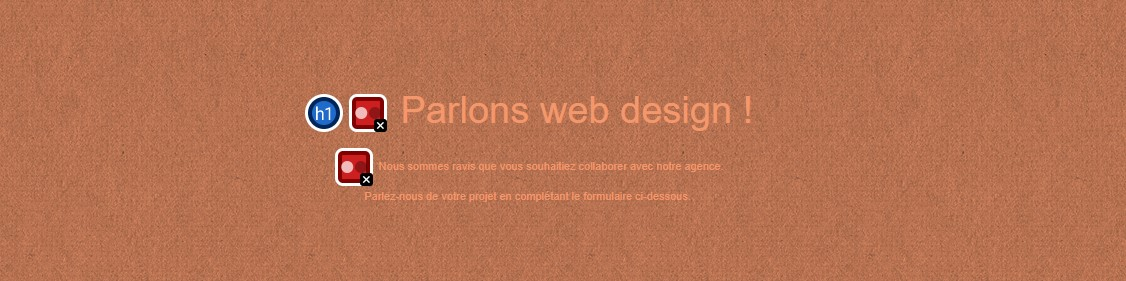 h1 Parlons web design !
Nous sommes ravis que vous souhaitiez collaborer avec notre agence
Parlez-nous de votre projet en complétant le formulaire ci-dessous.